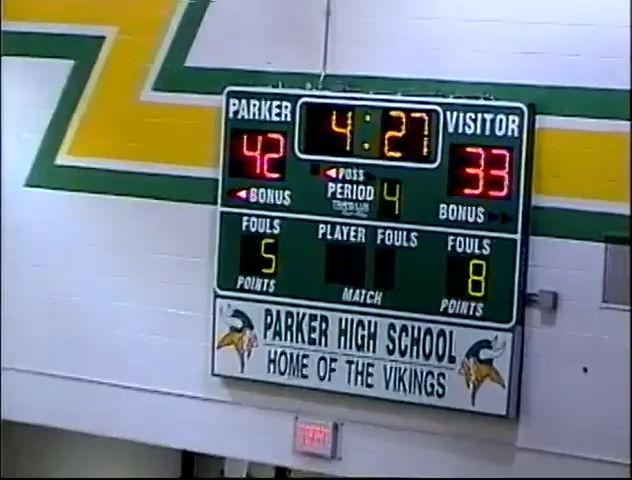 PARKER 4:27 VISITOR
42 POSS 33
BONUS PERIOD 4 BONUS
FOULS PLAYER FOULS FOULS
5 8
POINTS MATCH POINTS
PARKER HIGH SCHOOL
HOME OF THE VIKINGS